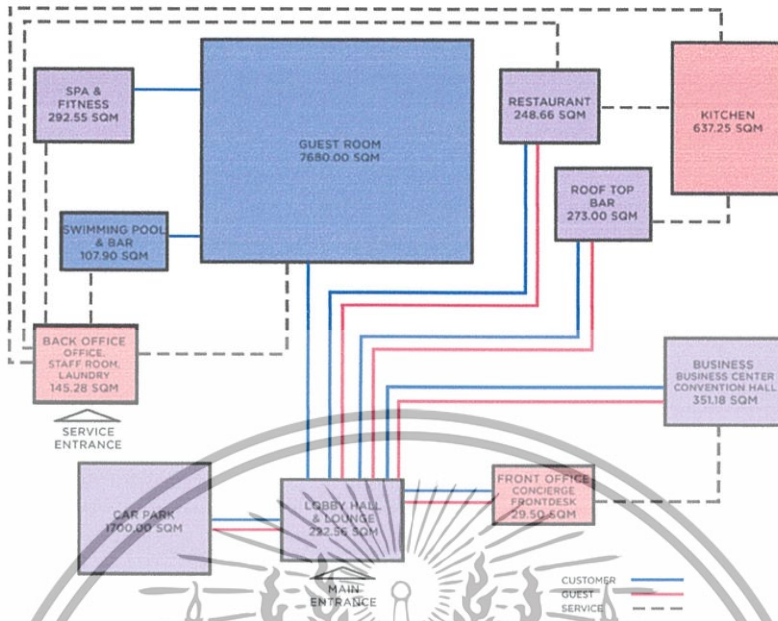 SPA &
FITNESS
292.55 SQM
GUEST ROOM
7680.00 SQM
RESTAURANT
248.66 SQM
KITCHEN
637.25 SQM
ROOF TOP
BAR
273.00 SQM
SWIMMING POOL
& BAR
107.90 SQM
BACK OFFICE
OFFICE,
STAFF ROOM,
LAUNDRY
145.28 SQM
SERVICE
ENTRANCE
BUSINESS
BUSINESS CENTER
CONVENTION HALL
351.18 SQM
CAR PARK
1700.00 SQM
LOBBY HALL
& LOUNGE
222.56 SQM
FRONT OFFICE
CONCIERGE
FRONTDESK
29.50 SQM
MAIN
ENTRANCE
CUSTOMER
GUEST
SERVICE